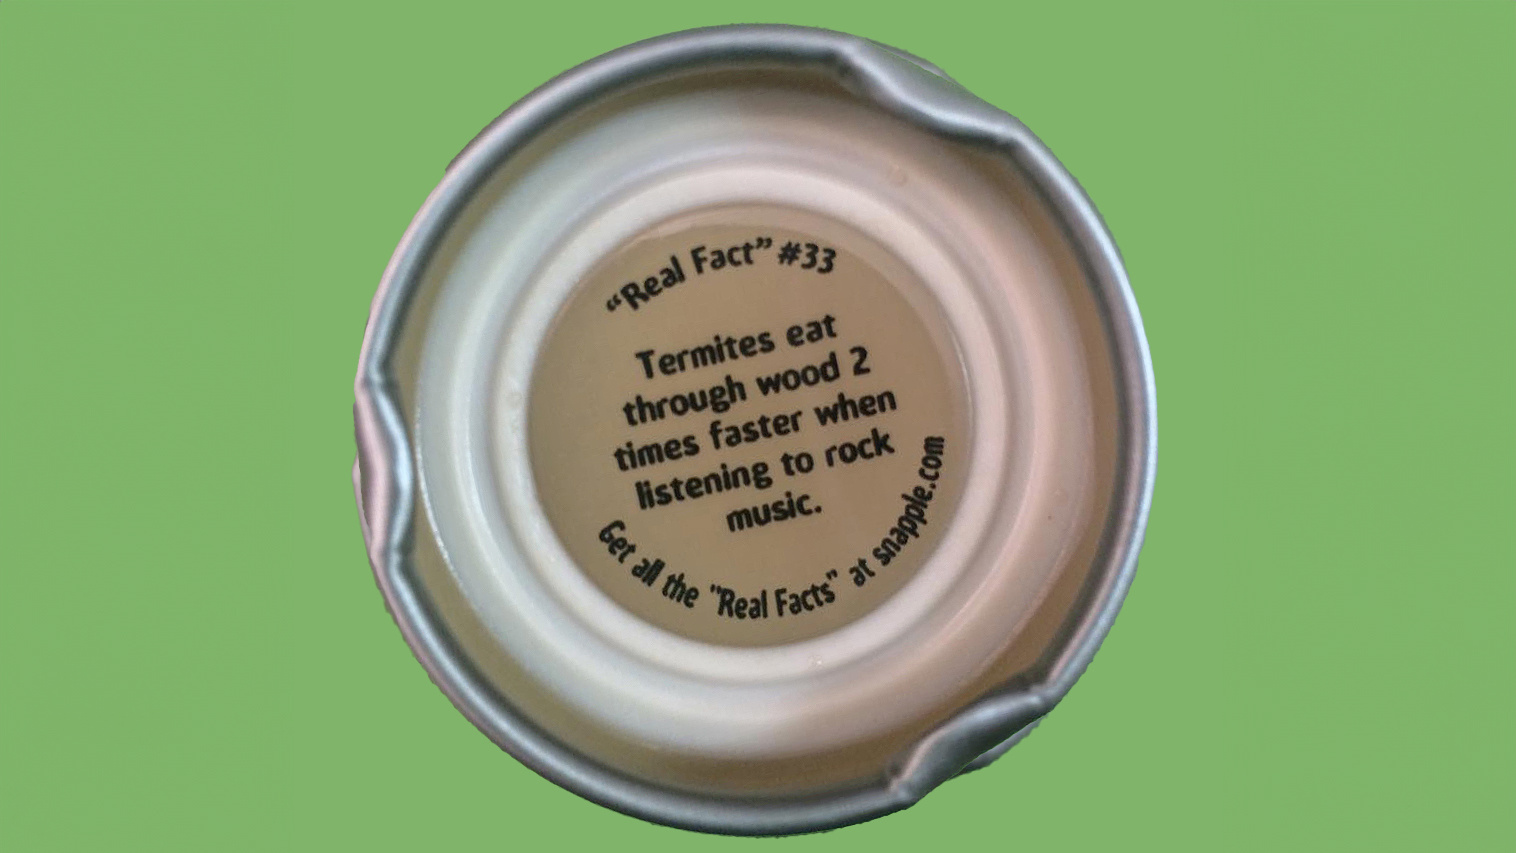 “Real Fact” #33
Termites eat
through wood 2
times faster when
listening to rock
music.
Get all the "Real Facts" at snapple.com